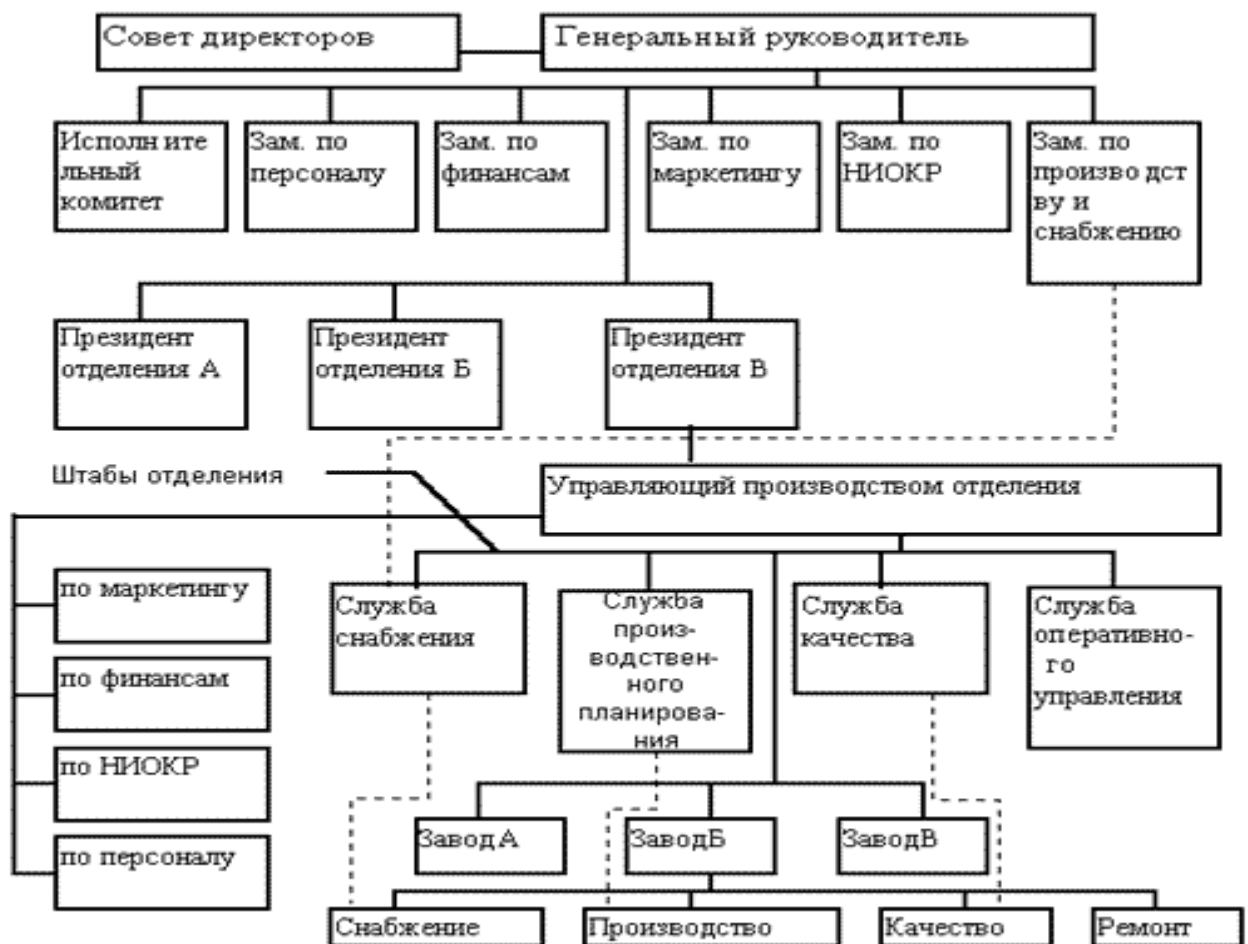 Совет директоров
Генеральный руководитель
Исполн ите
льный
комитет
Зам. по
персоналу
Зам. по
финансам
Зам. по
маркетингу
Зам. по
НИОКР
Зам. по
произво дст
ву и
снабжению
Президент
отделения А
Президент
отделения Б
Президент
отделения В
Штабы отделения
Управляющий производством отделения
по маркетингу
по финансам
по НИОКР
по персоналу
Служба
снабжения
Служба
произ-
водствен-
ного
планирова-
ния
Служба
качества
Служба
оперативно-
го
управления
Завод А
Завод Б
Завод В
Снабжение
Производство
Качество
Ремонт